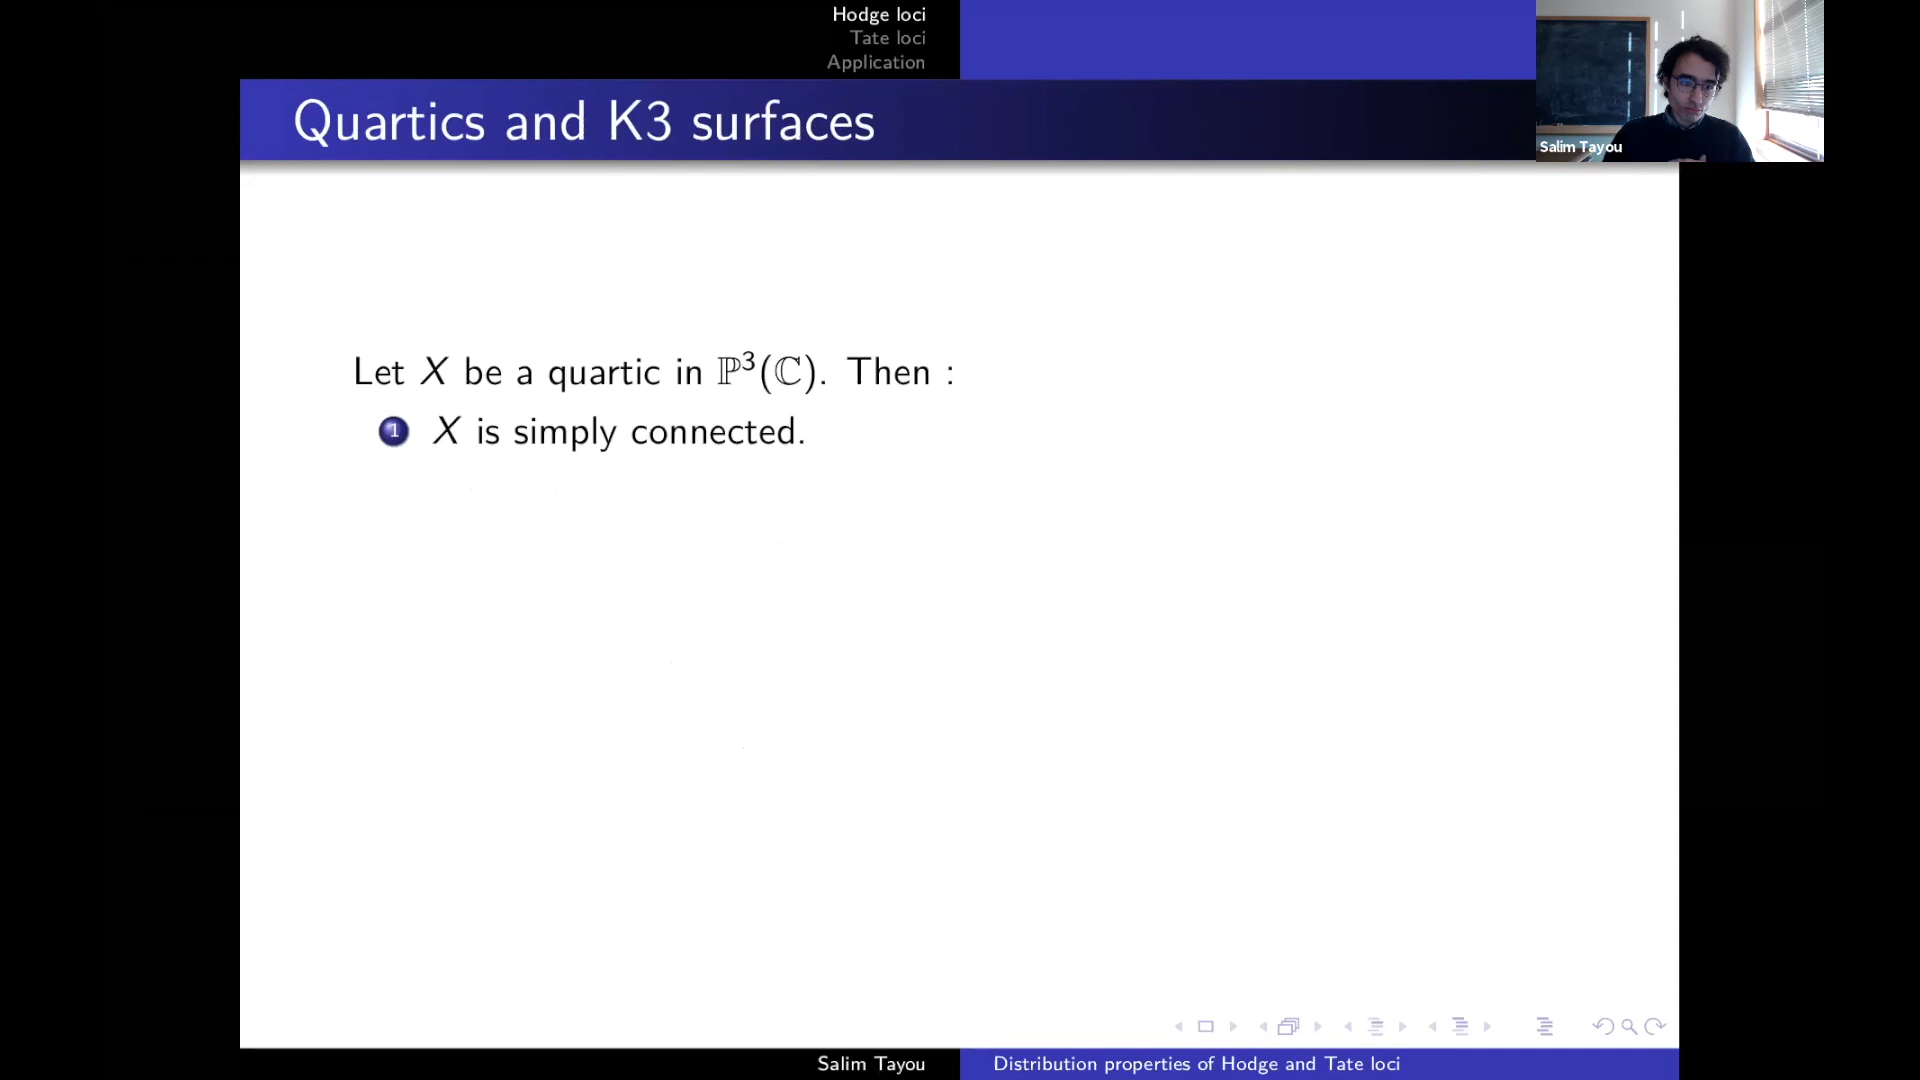 Hodge loci
Tate loci
Application
Quartics and K3 surfaces
Salim Tayou
Let X be a quartic in ℙ³(ℂ). Then :
1 X is simply connected.
Salim Tayou
Distribution properties of Hodge and Tate loci